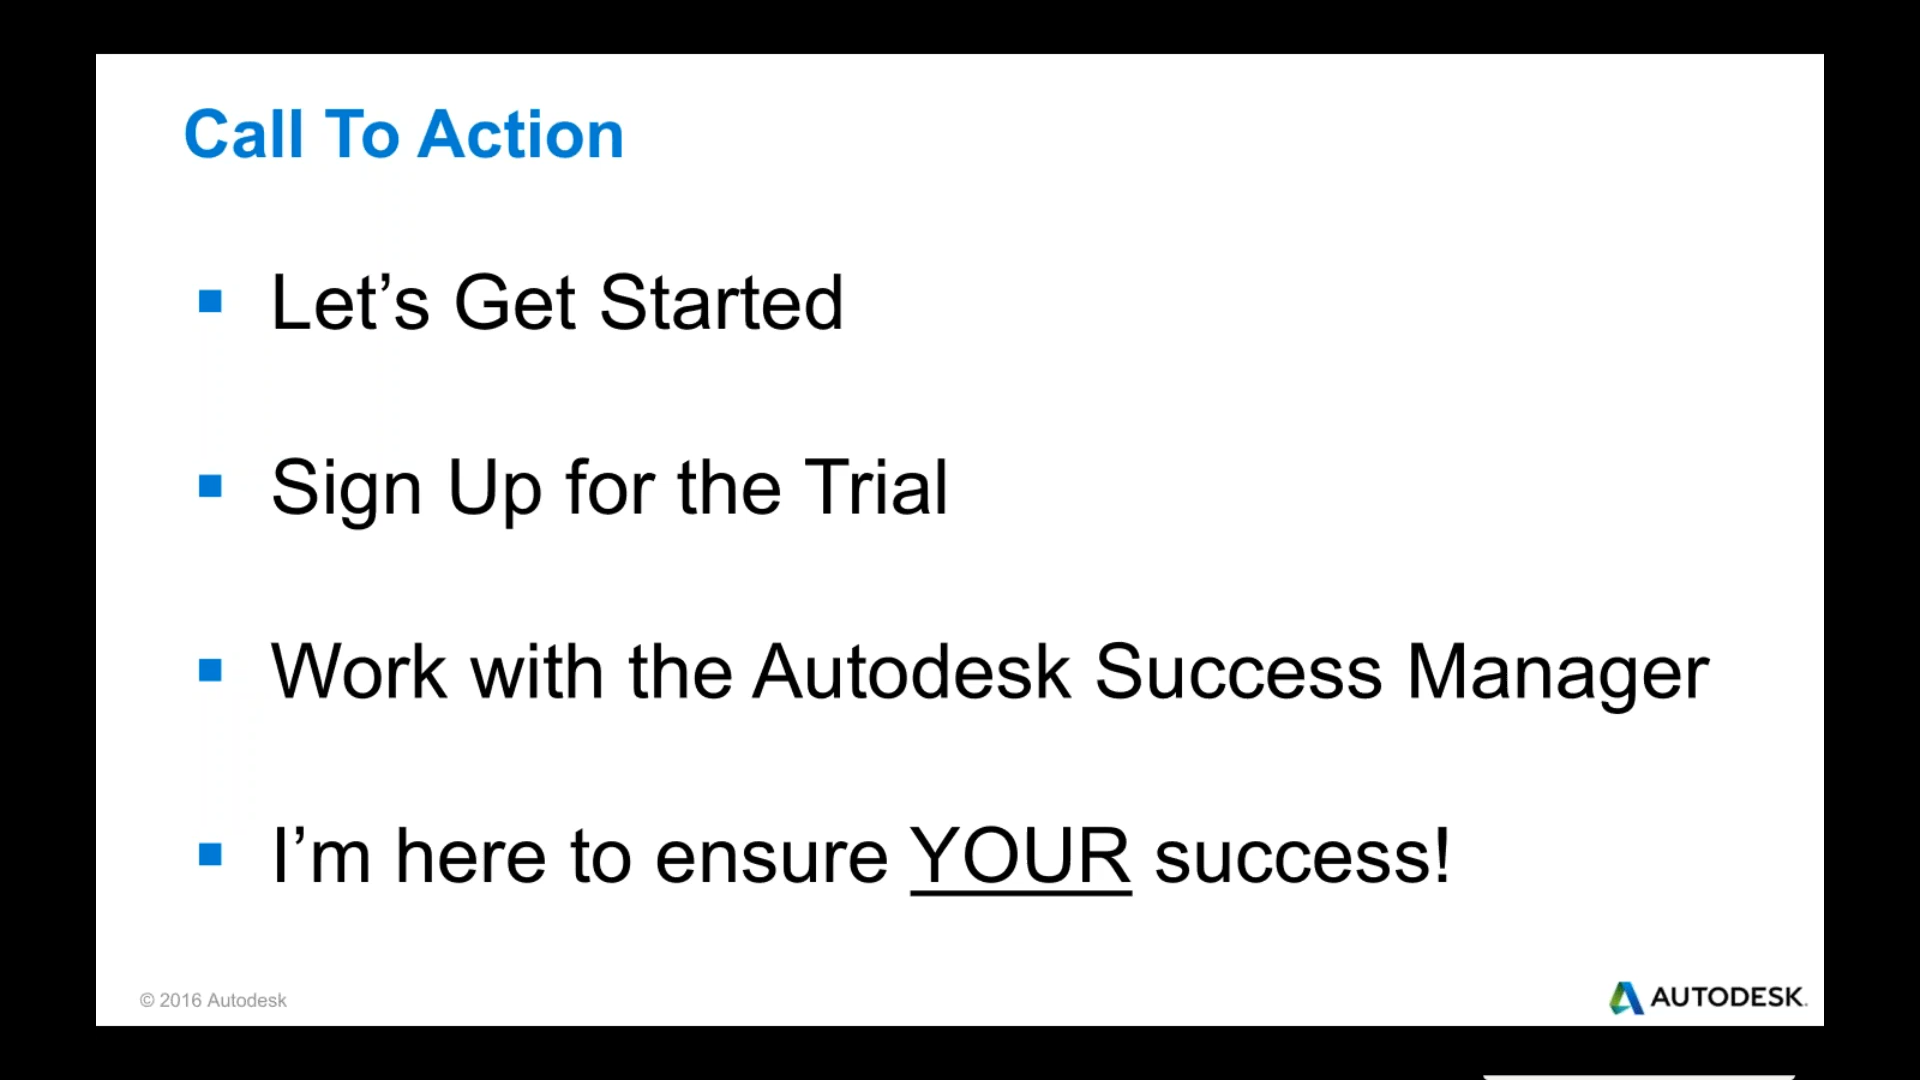 Call To Action
▪ Let’s Get Started
▪ Sign Up for the Trial
▪ Work with the Autodesk Success Manager
▪ I’m here to ensure YOUR success!
© 2016 Autodesk
AUTODESK.